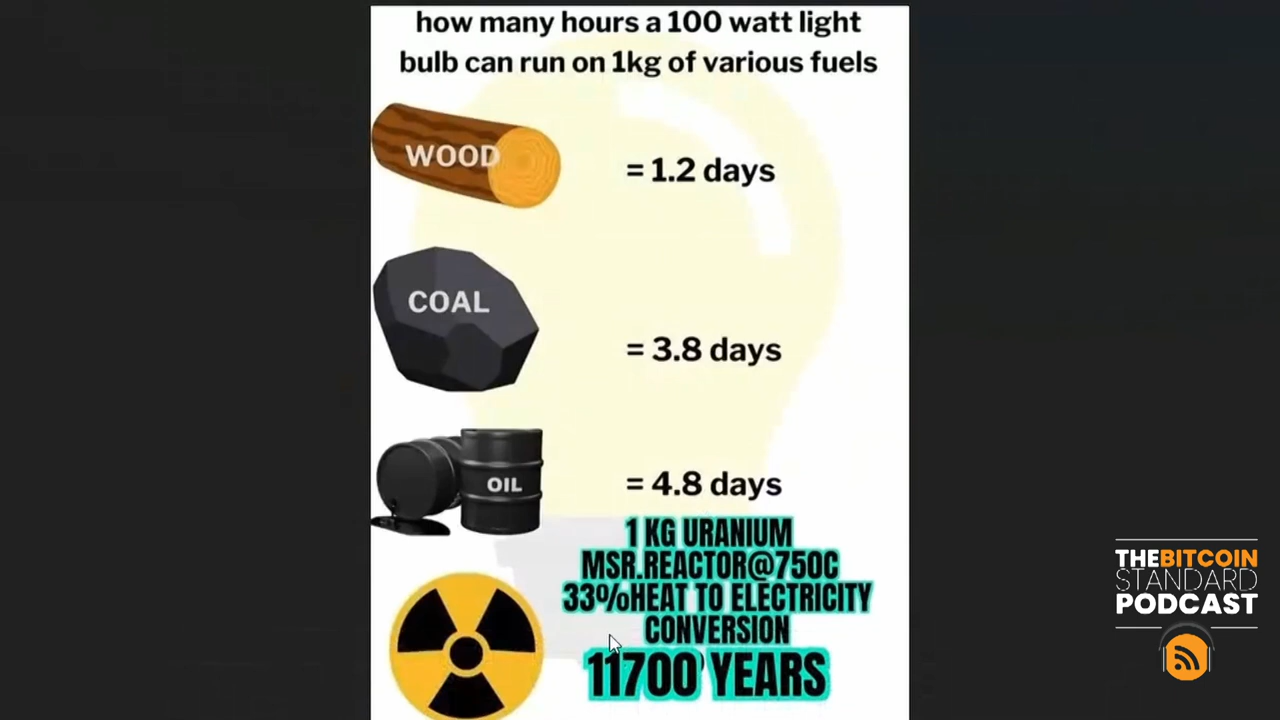 how many hours a 100 watt light
bulb can run on 1kg of various fuels
WOOD
= 1.2 days
COAL
= 3.8 days
OIL
= 4.8 days
1 KG URANIUM
MSR.REACTOR@750C
33%HEAT TO ELECTRICITY
CONVERSION
11700 YEARS
THEBITCOIN
STANDARD
PODCAST